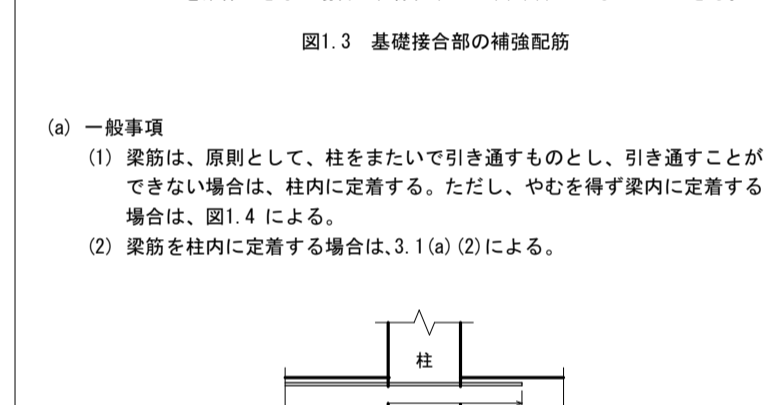 図1.3　基礎接合部の補強配筋
(a) 一般事項
(1) 梁筋は、原則として、柱をまたいで引き通すものとし、引き通すことが
できない場合は、柱内に定着する。ただし、やむを得ず梁内に定着する
場合は、図1.4 による。
(2) 梁筋を柱内に定着する場合は、3.1(a)(2)による。
柱